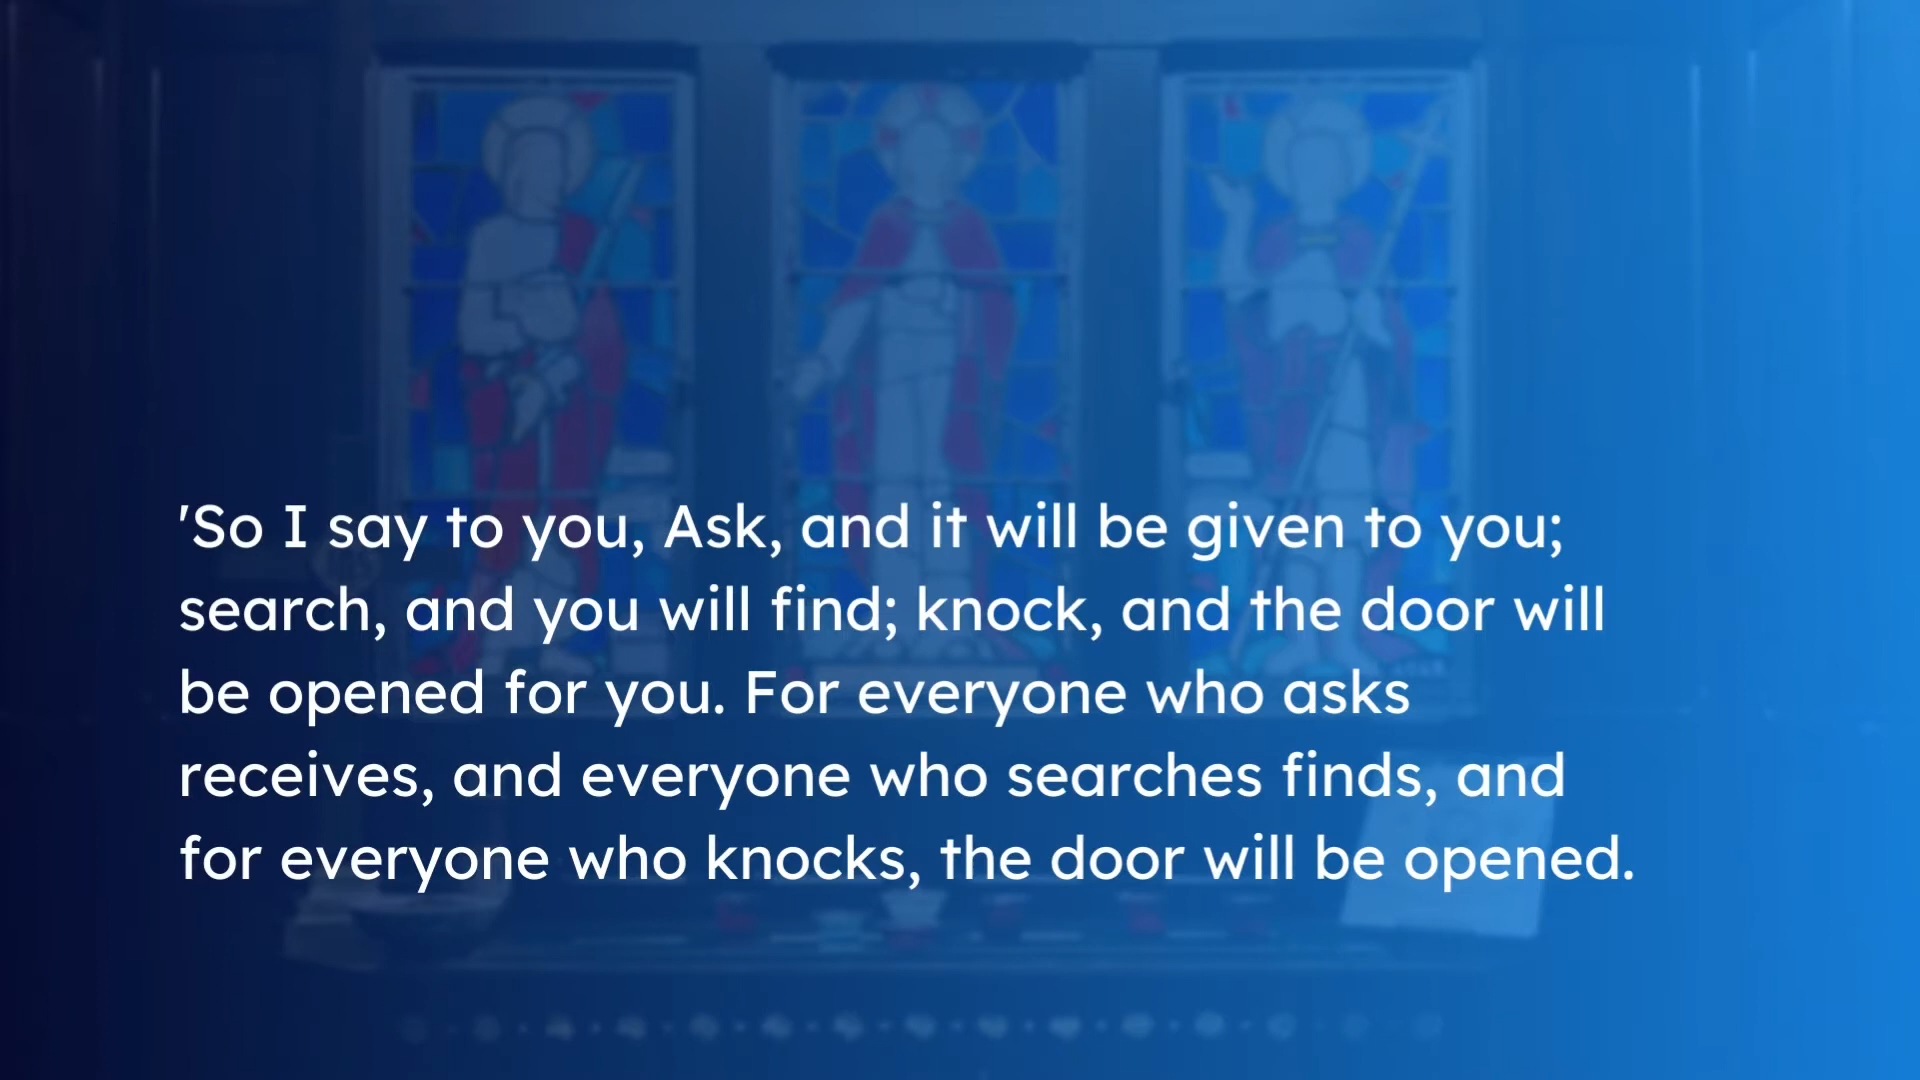 'So I say to you, Ask, and it will be given to you;
search, and you will find; knock, and the door will
be opened for you. For everyone who asks
receives, and everyone who searches finds, and
for everyone who knocks, the door will be opened.